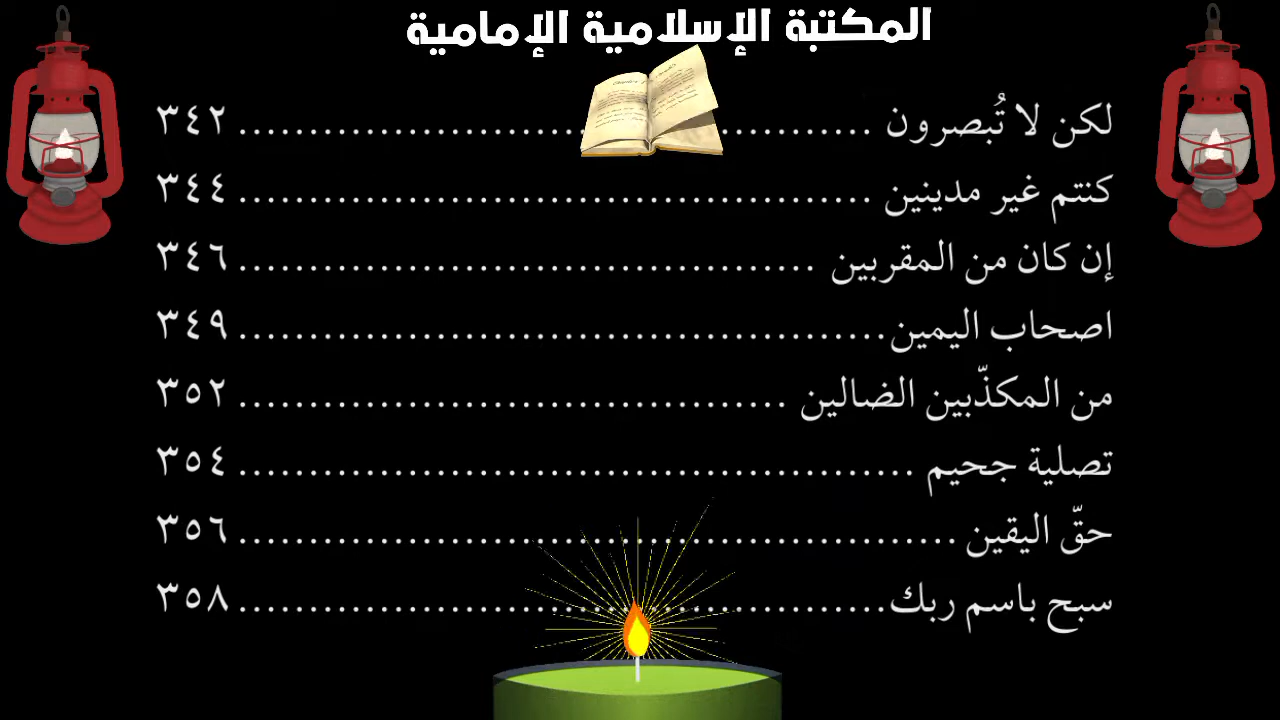 المكتبة الإسلامية الإمامية
لكن لا تُبصرون ............ ٣٤٢
كنتم غير مدينين ............ ٣٤٤
إن كان من المقربين ............ ٣٤٦
اصحاب اليمين ............ ٣٤٩
من المكذّبين الضالين ............ ٣٥٢
تصلية جحيم ............ ٣٥٤
حقّ اليقين ............ ٣٥٦
سبح باسم ربك ............ ٣٥٨